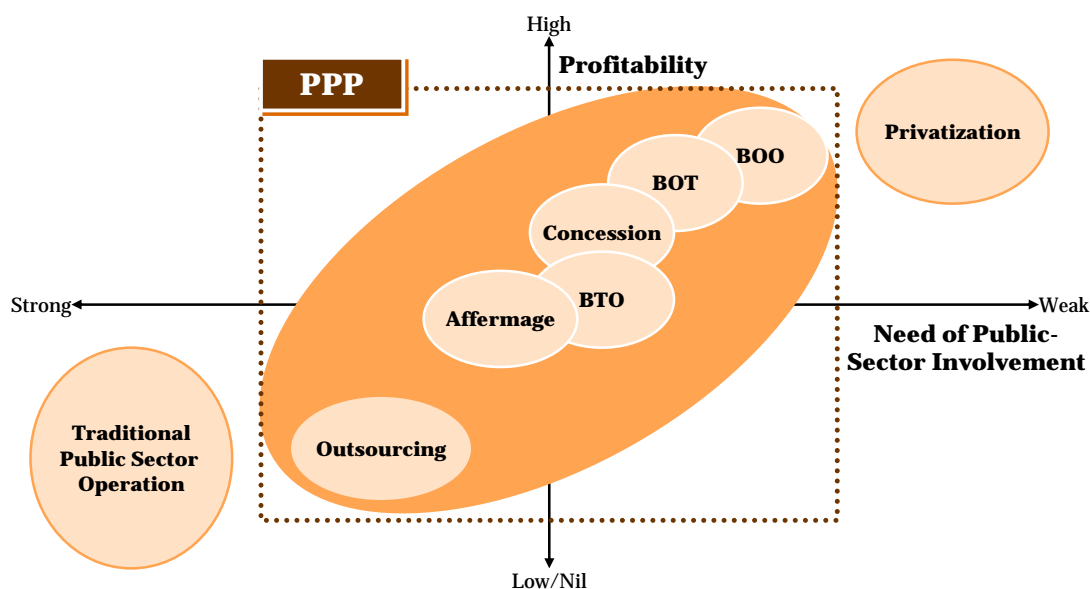 High
PPP
Profitability
Privatization
BOO
BOT
Concession
BTO
Affermage
Strong
Weak
Need of Public-
Sector Involvement
Traditional
Public Sector
Operation
Outsourcing
Low/Nil